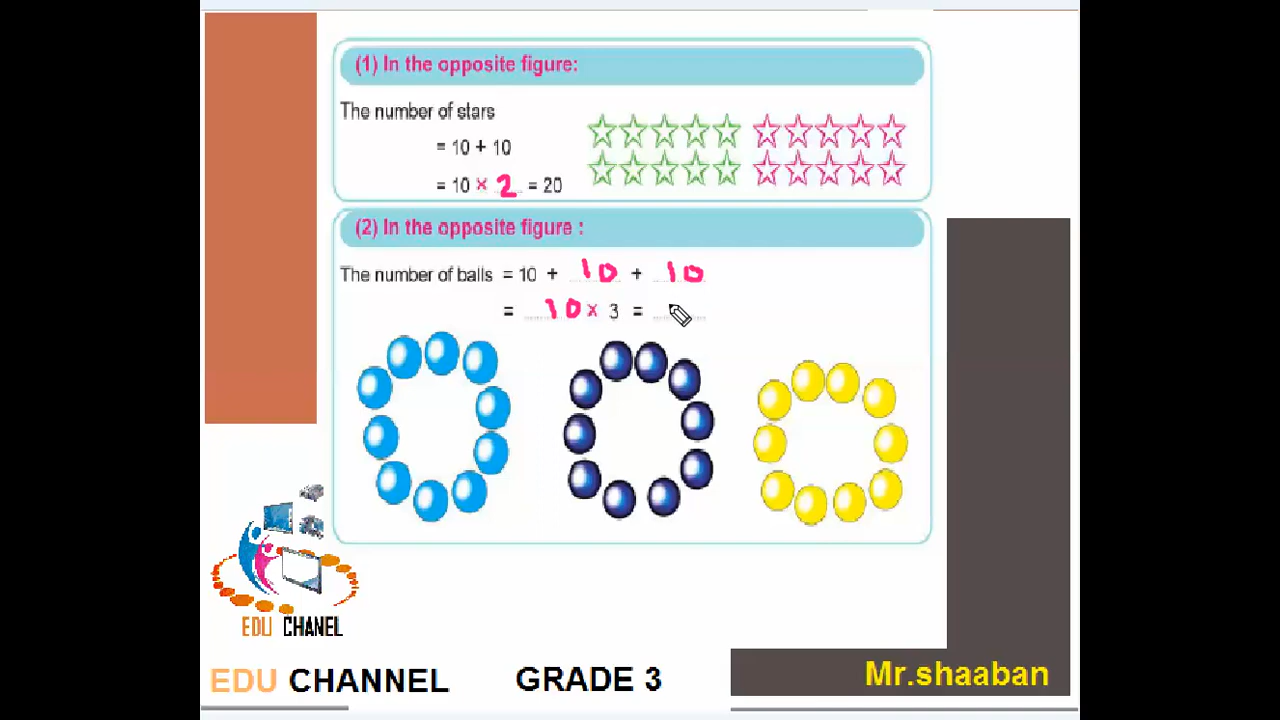 (1) In the opposite figure:
The number of stars
= 10 + 10
= 10 × 2 = 20
(2) In the opposite figure :
The number of balls = 10 + 10 + 10
= 10 × 3 =
EDU CHANEL
EDU CHANNEL
GRADE 3
Mr.shaaban